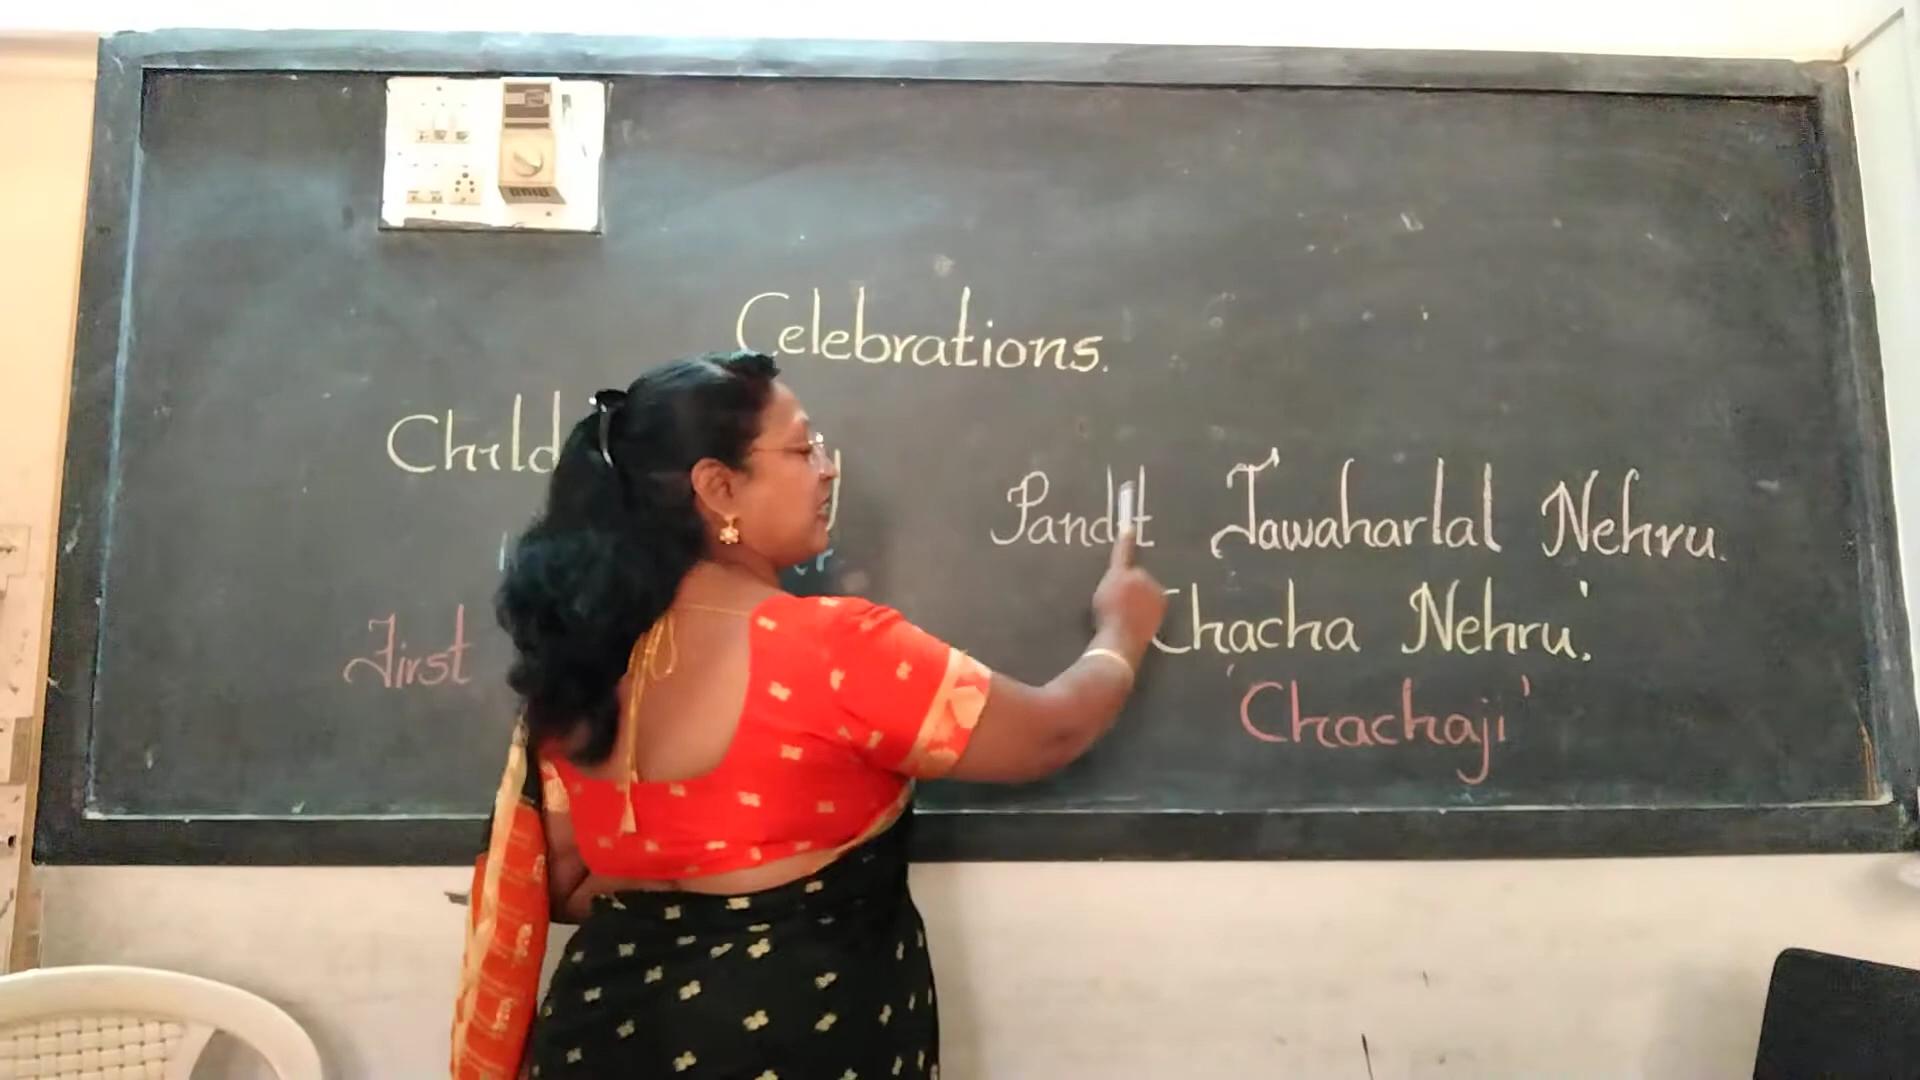 Celebrations.
Child
Pandit Jawaharlal Nehru.
Chacha Nehru'.
First
'Chachaji'